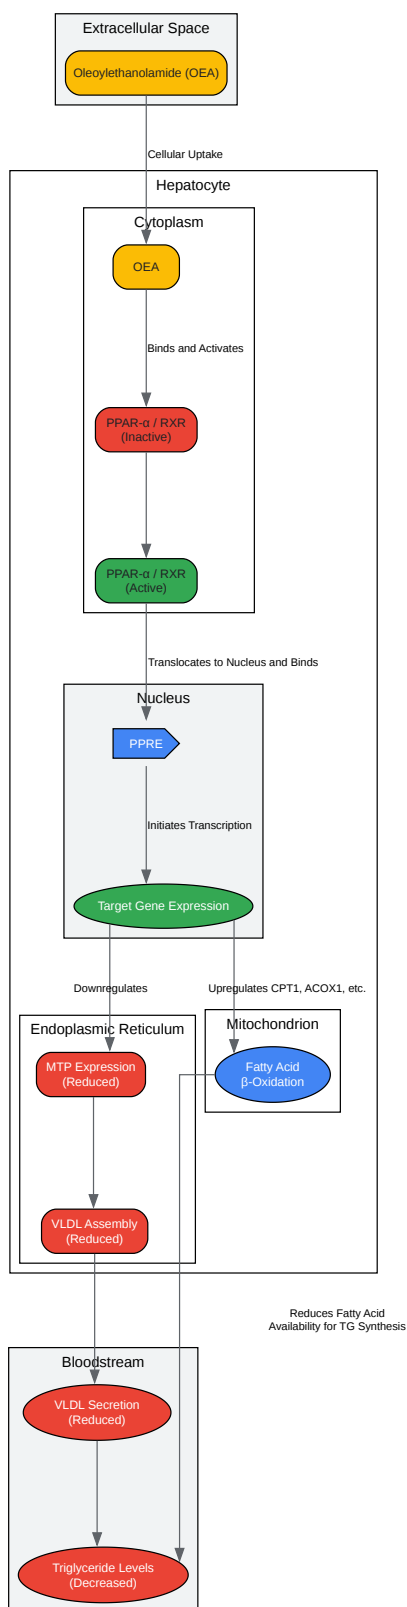 Extracellular Space
Oleoylethanolamide (OEA)
Cellular Uptake
Hepatocyte
Cytoplasm
OEA
Binds and Activates
PPAR-α / RXR
(Inactive)
PPAR-α / RXR
(Active)
Translocates to Nucleus and Binds
Nucleus
PPRE
Initiates Transcription
Target Gene Expression
Downregulates
Upregulates CPT1, ACOX1, etc.
Endoplasmic Reticulum
Mitochondrion
MTP Expression
(Reduced)
Fatty Acid
β-Oxidation
VLDL Assembly
(Reduced)
Reduces Fatty Acid
Availability for TG Synthesis
Bloodstream
VLDL Secretion
(Reduced)
Triglyceride Levels
(Decreased)